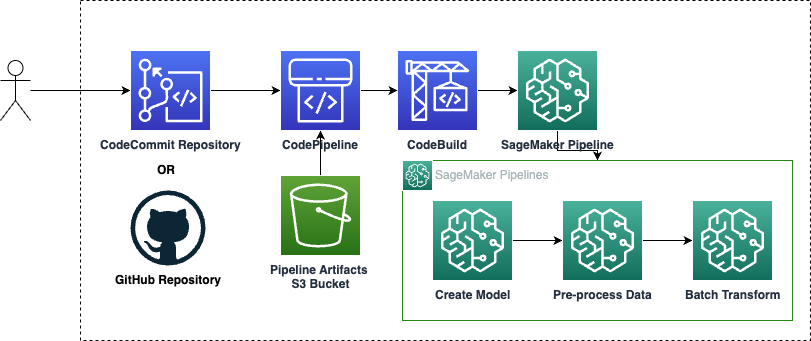 CodeCommit Repository
CodePipeline
CodeBuild
SageMaker Pipeline
OR
GitHub Repository
Pipeline Artifacts
S3 Bucket
SageMaker Pipelines
Create Model
Pre-process Data
Batch Transform